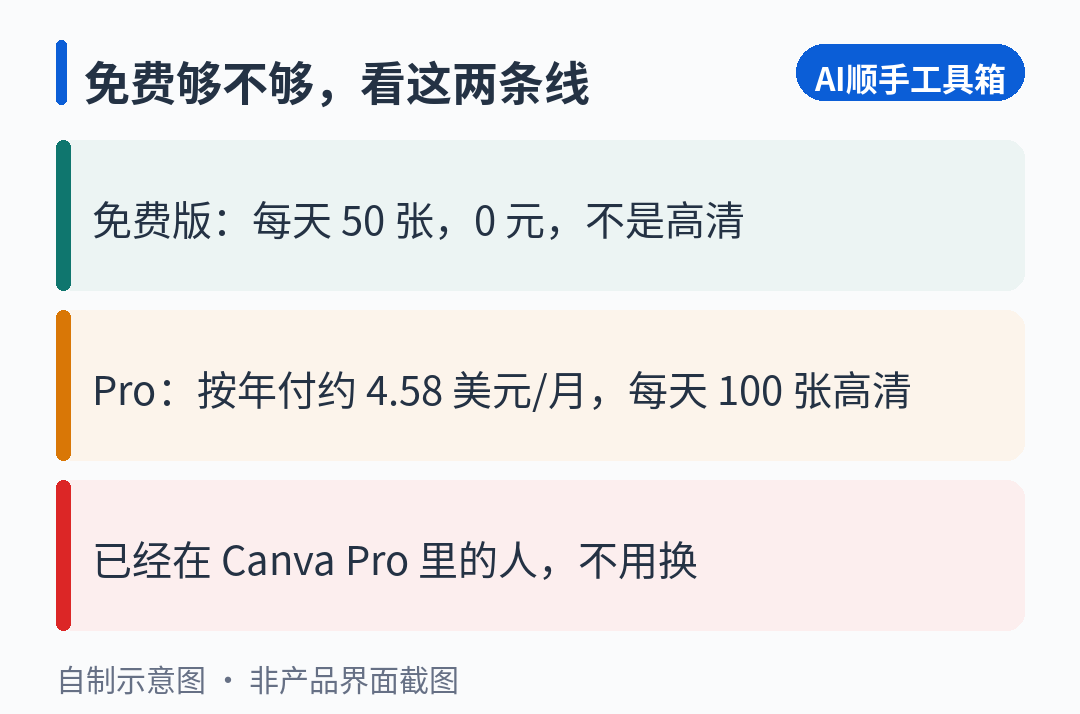 免费够不够，看这两条线
AI顺手工具箱
免费版：每天 50 张，0 元，不是高清
Pro：按年付约 4.58 美元/月，每天 100 张高清
已经在 Canva Pro 里的人，不用换
自制示意图 · 非产品界面截图